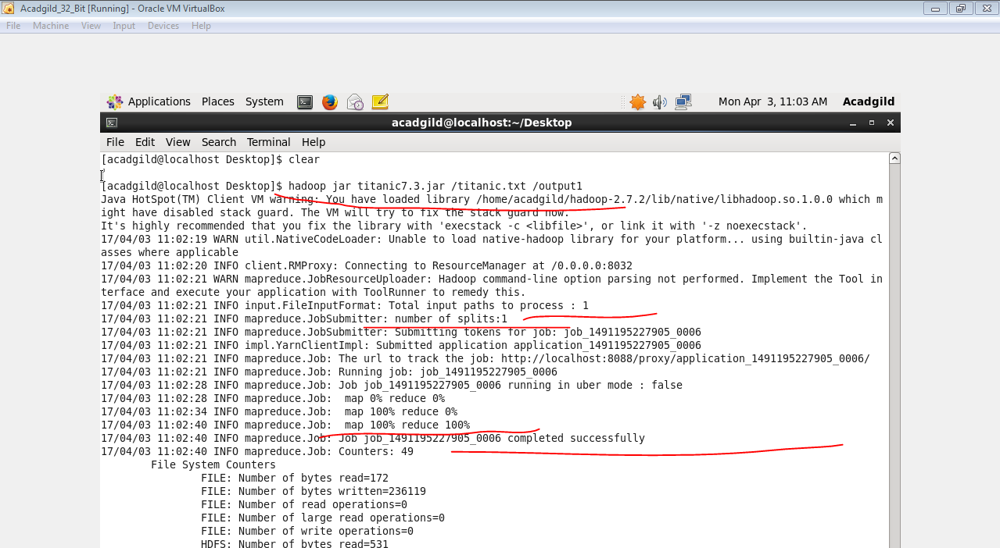 Acadgild_32_Bit [Running] - Oracle VM VirtualBox
File Machine View Input Devices Help
Applications Places System Mon Apr 3, 11:03 AM Acadgild
acadgild@localhost:~/Desktop
File Edit View Search Terminal Help
[acadgild@localhost Desktop]$ clear
[acadgild@localhost Desktop]$ hadoop jar titanic7.3.jar /titanic.txt /output1
Java HotSpot(TM) Client VM warning: You have loaded library /home/acadgild/hadoop-2.7.2/lib/native/libhadoop.so.1.0.0 which m
ight have disabled stack guard. The VM will try to fix the stack guard now.
It's highly recommended that you fix the library with 'execstack -c <libfile>', or link it with '-z noexecstack'.
17/04/03 11:02:19 WARN util.NativeCodeLoader: Unable to load native-hadoop library for your platform... using builtin-java cl
asses where applicable
17/04/03 11:02:20 INFO client.RMProxy: Connecting to ResourceManager at /0.0.0.0:8032
17/04/03 11:02:21 WARN mapreduce.JobResourceUploader: Hadoop command-line option parsing not performed. Implement the Tool in
terface and execute your application with ToolRunner to remedy this.
17/04/03 11:02:21 INFO input.FileInputFormat: Total input paths to process : 1
17/04/03 11:02:21 INFO mapreduce.JobSubmitter: number of splits:1
17/04/03 11:02:21 INFO mapreduce.JobSubmitter: Submitting tokens for job: job_1491195227905_0006
17/04/03 11:02:21 INFO impl.YarnClientImpl: Submitted application application_1491195227905_0006
17/04/03 11:02:21 INFO mapreduce.Job: The url to track the job: http://localhost:8088/proxy/application_1491195227905_0006/
17/04/03 11:02:21 INFO mapreduce.Job: Running job: job_1491195227905_0006
17/04/03 11:02:28 INFO mapreduce.Job: Job job_1491195227905_0006 running in uber mode : false
17/04/03 11:02:28 INFO mapreduce.Job:  map 0% reduce 0%
17/04/03 11:02:34 INFO mapreduce.Job:  map 100% reduce 0%
17/04/03 11:02:40 INFO mapreduce.Job:  map 100% reduce 100%
17/04/03 11:02:40 INFO mapreduce.Job: Job job_1491195227905_0006 completed successfully
17/04/03 11:02:40 INFO mapreduce.Job: Counters: 49
File System Counters
FILE: Number of bytes read=172
FILE: Number of bytes written=236119
FILE: Number of read operations=0
FILE: Number of large read operations=0
FILE: Number of write operations=0
HDFS: Number of bytes read=531